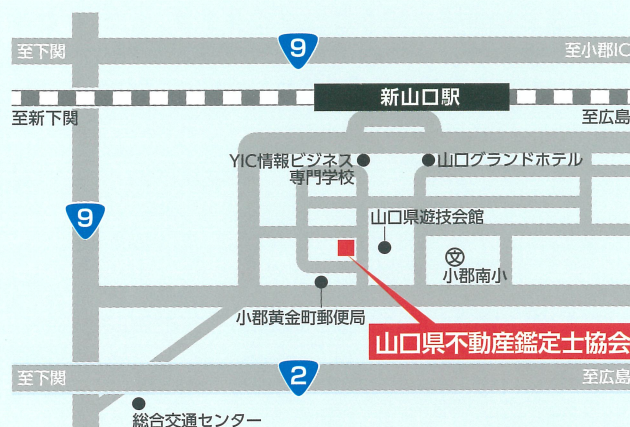 9
至下関
至小郡IC
新山口駅
至新下関
至広島
YIC情報ビジネス
専門学校
山口グランドホテル
9
山口県遊技会館
文
小郡南小
小郡黄金町郵便局
山口県不動産鑑定士協会
至下関
2
至広島
総合交通センター